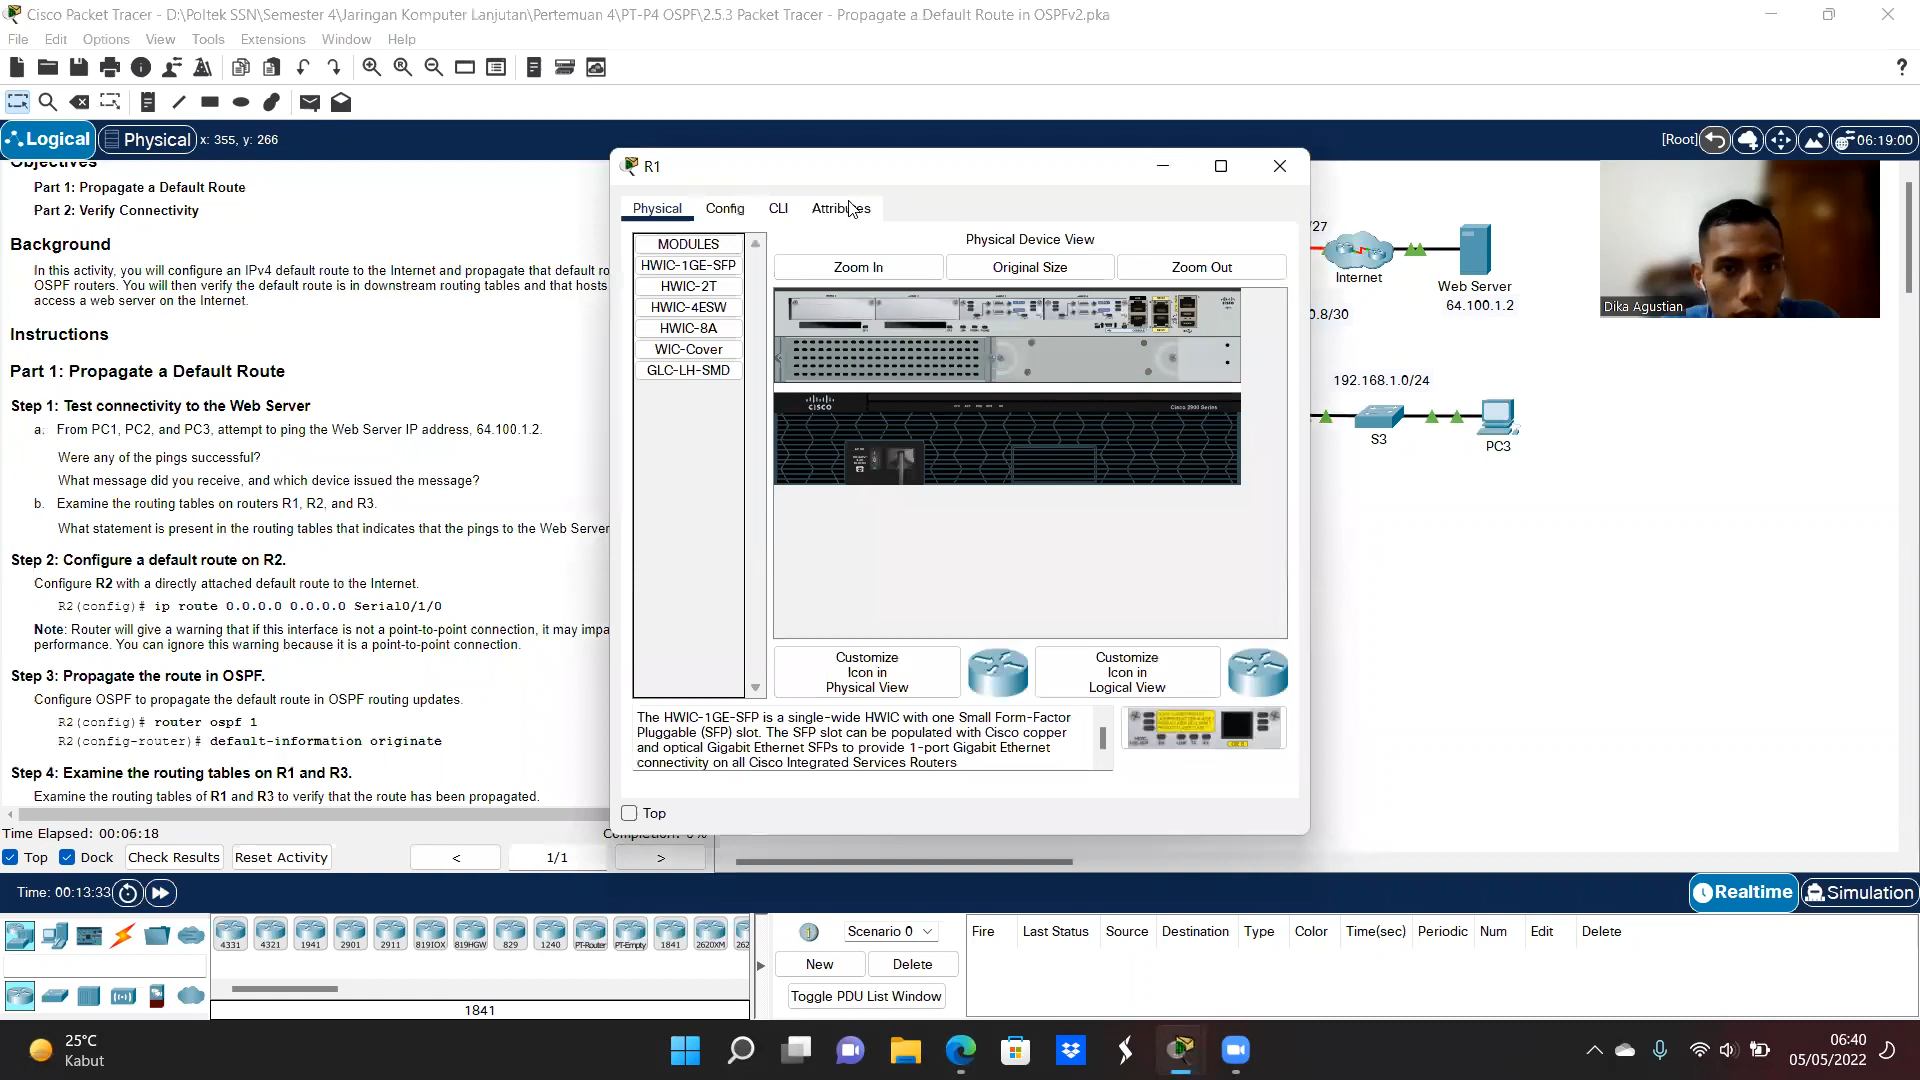 Cisco Packet Tracer - D:\Poltek SSN\Semester 4\Jaringan Komputer Lanjutan\Pertemuan 4\PT-P4 OSPF\2.5.3 Packet Tracer - Propagate a Default Route in OSPFv2.pka
File Edit Options View Tools Extensions Window Help
?
Logical Physical x: 355, y: 266
[Root] 06:19:00
Objectives
Part 1: Propagate a Default Route
Part 2: Verify Connectivity
Background
In this activity, you will configure an IPv4 default route to the Internet and propagate that default ro
OSPF routers. You will then verify the default route is in downstream routing tables and that hosts
access a web server on the Internet.
Instructions
Part 1: Propagate a Default Route
Step 1: Test connectivity to the Web Server
a. From PC1, PC2, and PC3, attempt to ping the Web Server IP address, 64.100.1.2.
Were any of the pings successful?
What message did you receive, and which device issued the message?
b. Examine the routing tables on routers R1, R2, and R3.
What statement is present in the routing tables that indicates that the pings to the Web Server
Step 2: Configure a default route on R2.
Configure R2 with a directly attached default route to the Internet.
R2(config)# ip route 0.0.0.0 0.0.0.0 Serial0/1/0
Note: Router will give a warning that if this interface is not a point-to-point connection, it may impa
performance. You can ignore this warning because it is a point-to-point connection.
Step 3: Propagate the route in OSPF.
Configure OSPF to propagate the default route in OSPF routing updates.
R2(config)# router ospf 1
R2(config-router)# default-information originate
Step 4: Examine the routing tables on R1 and R3.
Examine the routing tables of R1 and R3 to verify that the route has been propagated.
Time Elapsed: 00:06:18
Completion: 0%
Top Dock Check Results Reset Activity < 1/1 >
R1
Physical Config CLI Attributes
MODULES
HWIC-1GE-SFP
HWIC-2T
HWIC-4ESW
HWIC-8A
WIC-Cover
GLC-LH-SMD
Physical Device View
Zoom In Original Size Zoom Out
CISCO
Cisco 2900 Series
Customize
Icon in
Physical View
Customize
Icon in
Logical View
The HWIC-1GE-SFP is a single-wide HWIC with one Small Form-Factor
Pluggable (SFP) slot. The SFP slot can be populated with Cisco copper
and optical Gigabit Ethernet SFPs to provide 1-port Gigabit Ethernet
connectivity on all Cisco Integrated Services Routers
Top
/27
Internet
Web Server
64.100.1.2
0.8/30
192.168.1.0/24
S3
PC3
Dika Agustian
Time: 00:13:33
Realtime Simulation
4331 4321 1941 2901 2911 819IOX 819HGW 829 1240 PT-Router PT-Empty 1841 2620XM 262
1841
Scenario 0
New Delete
Toggle PDU List Window
Fire Last Status Source Destination Type Color Time(sec) Periodic Num Edit Delete
25°C
Kabut
06:40
05/05/2022